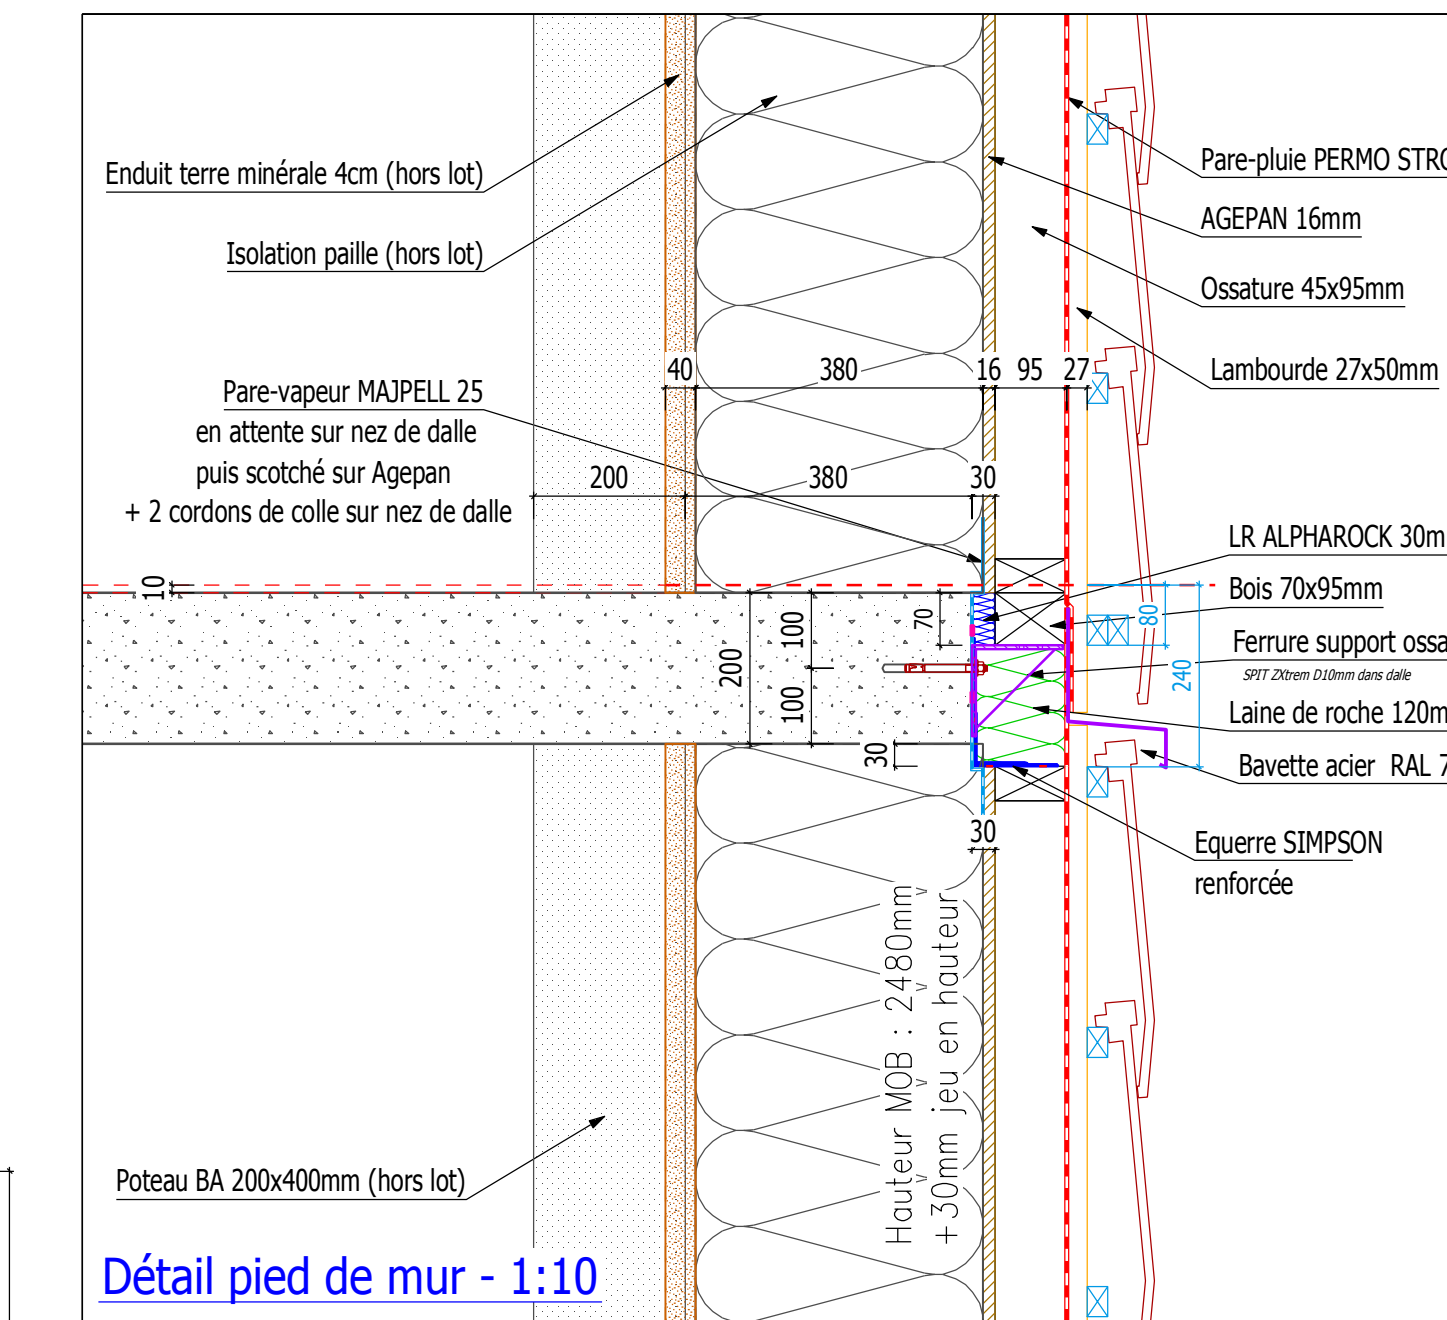 Enduit terre minérale 4cm (hors lot)
Isolation paille (hors lot)
Pare-pluie PERMO STRO
AGEPAN 16mm
Ossature 45x95mm
Lambourde 27x50mm
40 380 16 95 27
Pare-vapeur MAJPELL 25
en attente sur nez de dalle
puis scotché sur Agepan
+ 2 cordons de colle sur nez de dalle
200 380 30
LR ALPHAROCK 30m
Bois 70x95mm
Ferrure support ossa
SPIT ZXtrem D10mm dans dalle
Laine de roche 120m
Bavette acier RAL 7
Equerre SIMPSON
renforcée
10
200
100
100
70
80
240
30
30
Hauteur MOB : 2480mm
+30mm jeu en hauteur
Poteau BA 200x400mm (hors lot)
Détail pied de mur - 1:10